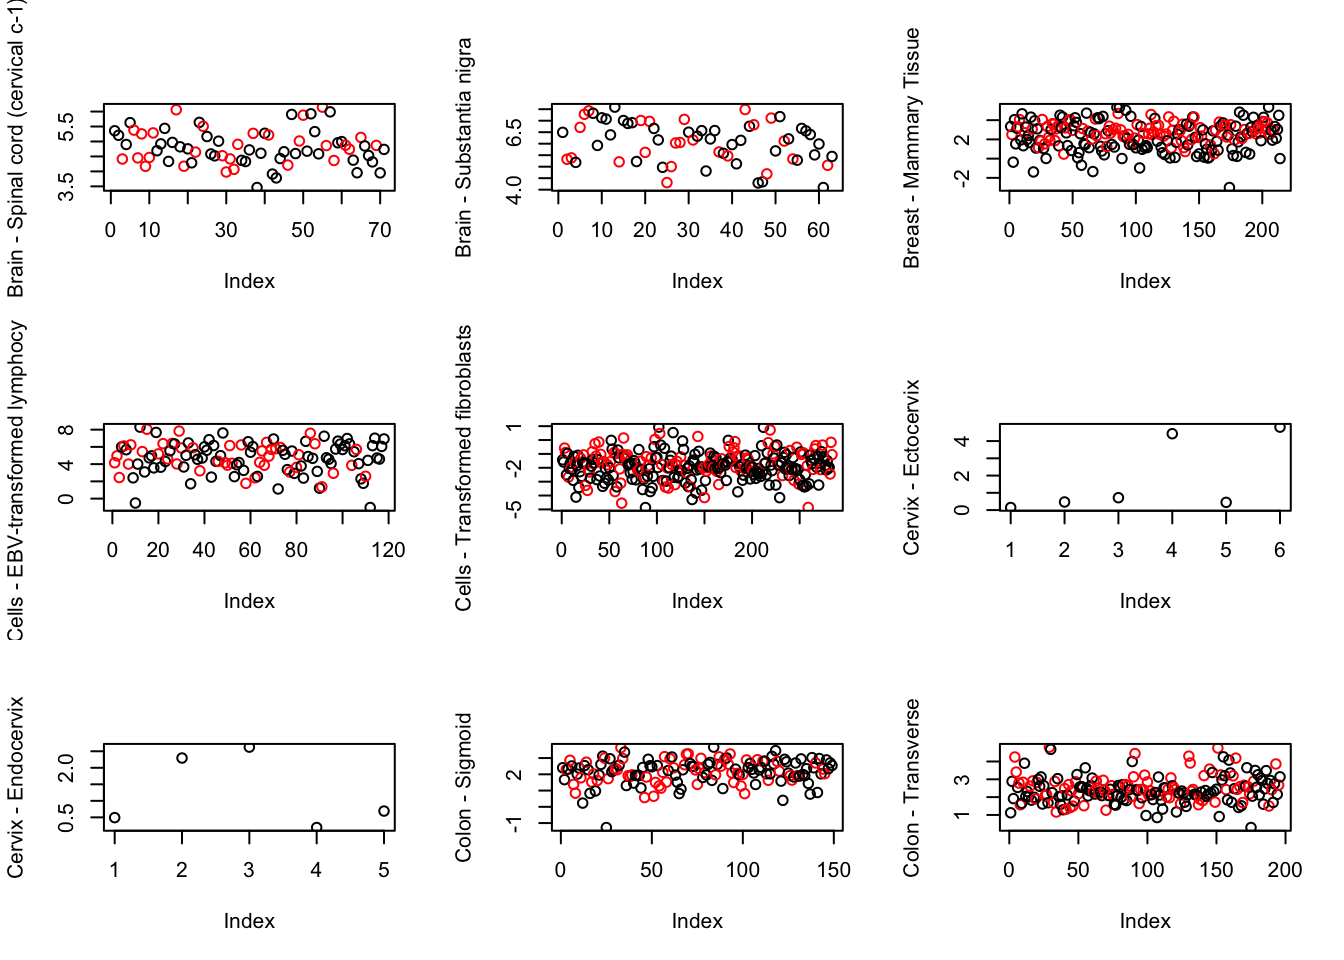 Brain - Spinal cord (cervical c-1)
3.5 5.5
0 10 30 50 70
Index
Brain - Substantia nigra
4.0 6.5
0 10 20 30 40 50 60
Index
Breast - Mammary Tissue
-2 2
0 50 100 150 200
Index
Cells - EBV-transformed lymphocy
0 4 8
0 20 40 60 80 120
Index
Cells - Transformed fibroblasts
-5 -2 1
0 50 100 200
Index
Cervix - Ectocervix
0 2 4
1 2 3 4 5 6
Index
Cervix - Endocervix
0.5 2.0
1 2 3 4 5
Index
Colon - Sigmoid
-1 2
0 50 100 150
Index
Colon - Transverse
1 3
0 50 100 150 200
Index